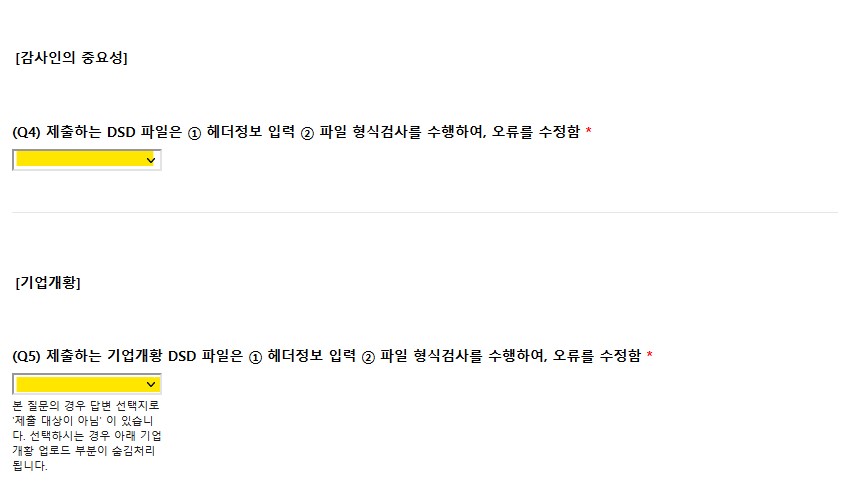 [감사인의 중요성]
(Q4) 제출하는 DSD 파일은 ① 헤더정보 입력 ② 파일 형식검사를 수행하여, 오류를 수정함 *
[기업개황]
(Q5) 제출하는 기업개황 DSD 파일은 ① 헤더정보 입력 ② 파일 형식검사를 수행하여, 오류를 수정함 *
본 질문의 경우 답변 선택지로
'제출 대상이 아님' 이 있습니
다. 선택하시는 경우 아래 기업
개황 업로드 부분이 숨김처리
됩니다.